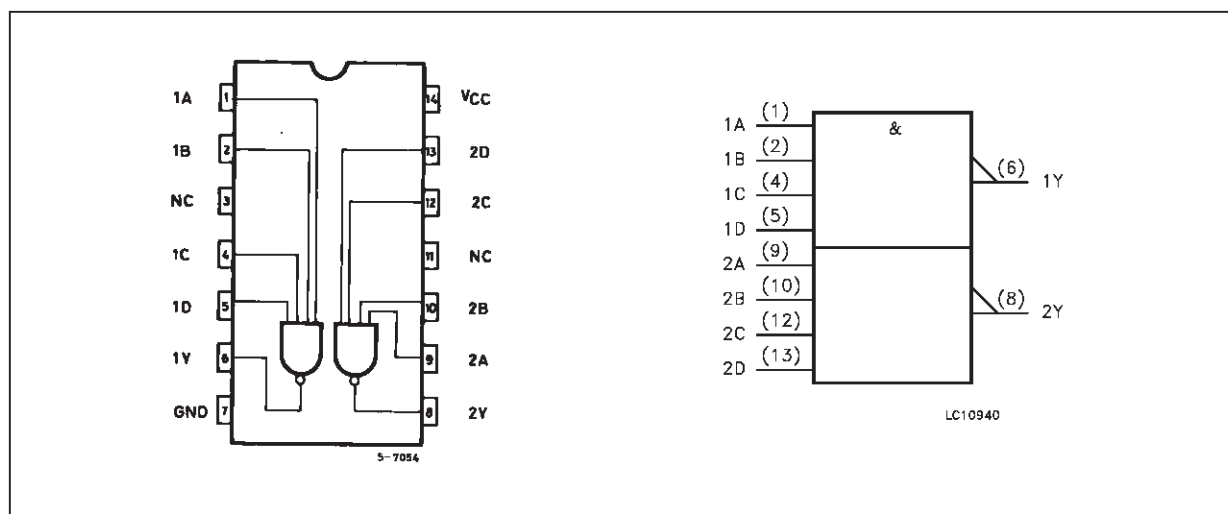 1A 1 14 VCC
1B 2 13 2D
NC 3 12 2C
1C 4 11 NC
1D 5 10 2B
1Y 6 9 2A
GND 7 8 2Y
5-7054
&
1A (1)
1B (2)
1C (4)
1D (5)
(6) 1Y
2A (9)
2B (10)
2C (12)
2D (13)
(8) 2Y
LC10940